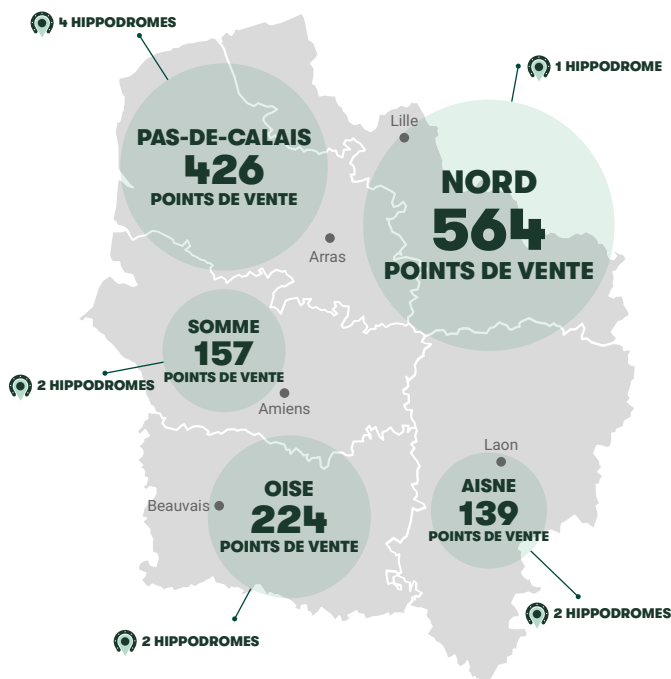 4 HIPPODROMES
1 HIPPODROME
Lille
PAS-DE-CALAIS
426
POINTS DE VENTE
NORD
564
POINTS DE VENTE
Arras
SOMME
157
POINTS DE VENTE
2 HIPPODROMES
Amiens
Laon
OISE
224
POINTS DE VENTE
Beauvais
AISNE
139
POINTS DE VENTE
2 HIPPODROMES
2 HIPPODROMES